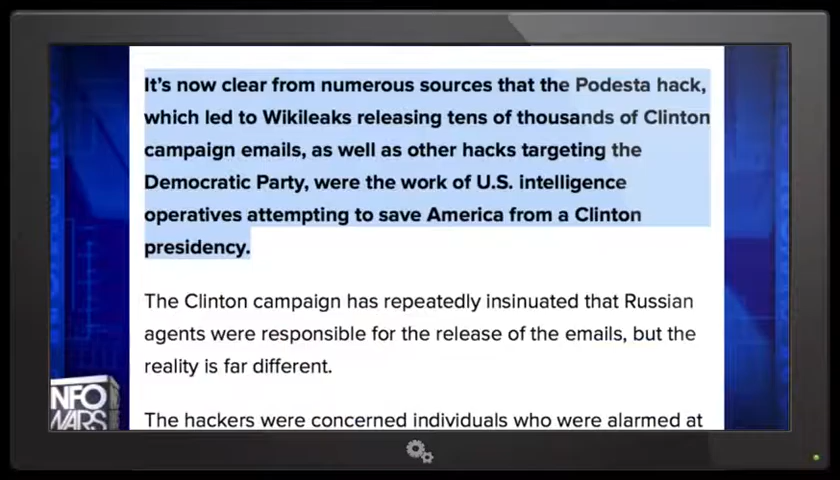 It's now clear from numerous sources that the Podesta hack,
which led to Wikileaks releasing tens of thousands of Clinton
campaign emails, as well as other hacks targeting the
Democratic Party, were the work of U.S. intelligence
operatives attempting to save America from a Clinton
presidency.
The Clinton campaign has repeatedly insinuated that Russian
agents were responsible for the release of the emails, but the
reality is far different.
The hackers were concerned individuals who were alarmed at
NFO
WARS